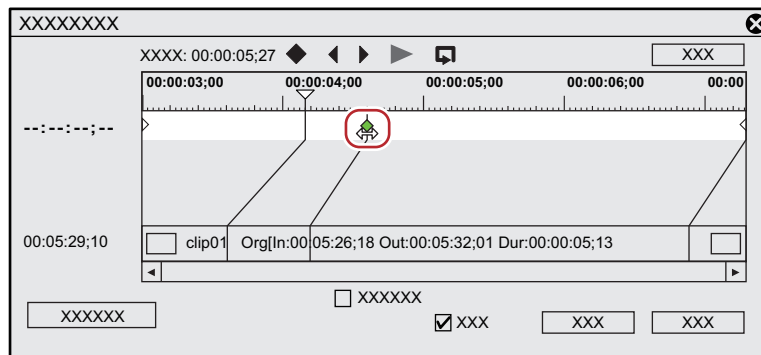 XXXXXXXX
XXXX: 00:00:05;27
XXX
00:00:03;00 00:00:04;00 00:00:05;00 00:00:06;00 00:00
--:--:--;--
00:05:29;10 clip01 Org[In:00:05:26;18 Out:00:05:32;01 Dur:00:00:05;13
XXXXXX
XXXXXX
XXX XXX XXX